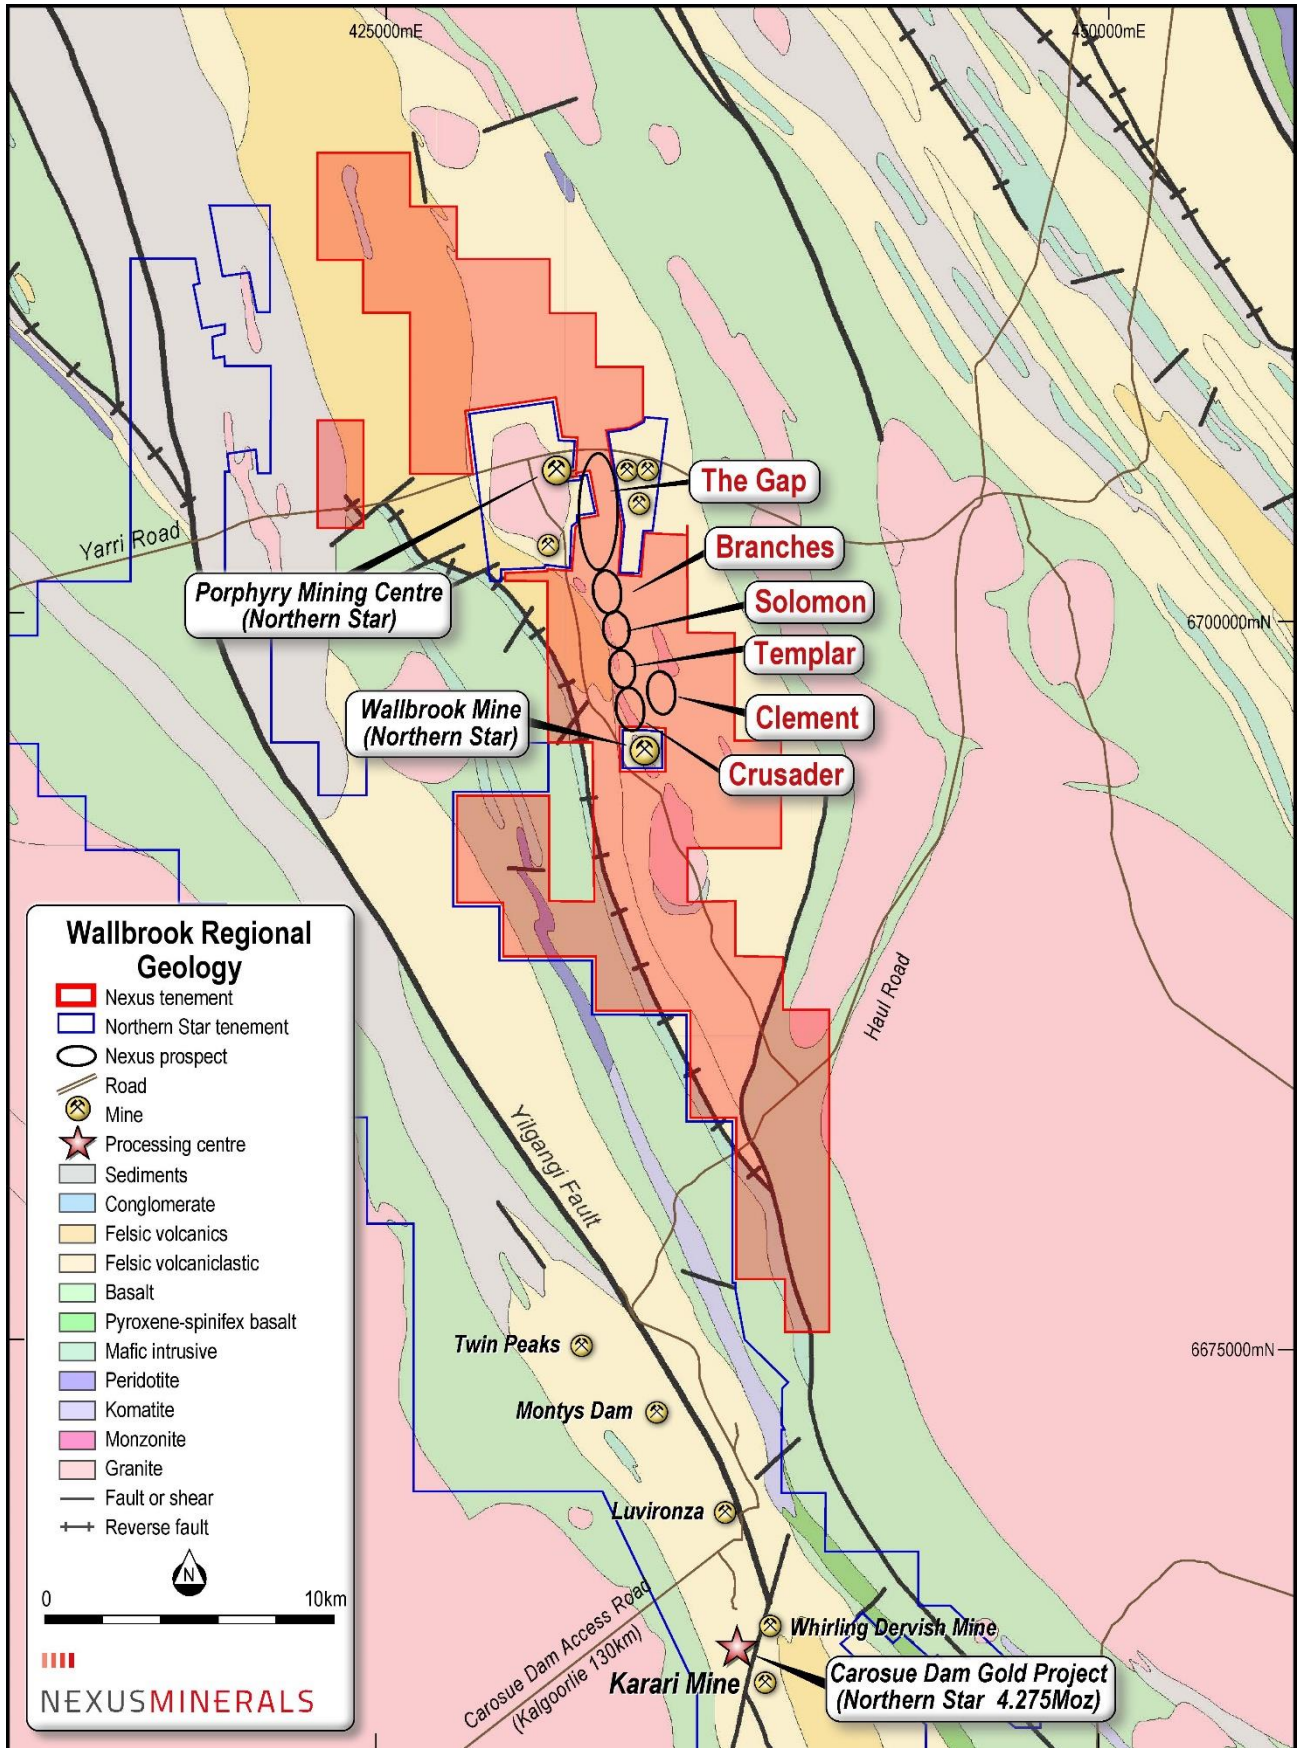 425000mE
450000mE
The Gap
Branches
Yarri Road
Porphyry Mining Centre
(Northern Star)
Solomon
6700000mN
Templar
Wallbrook Mine
(Northern Star)
Clement
Crusader
Haul Road
Wallbrook Regional
Geology
Nexus tenement
Northern Star tenement
Nexus prospect
Road
Mine
Processing centre
Sediments
Conglomerate
Felsic volcanics
Felsic volcaniclastic
Basalt
Pyroxene-spinifex basalt
Mafic intrusive
Peridotite
Komatite
Monzonite
Granite
Fault or shear
Reverse fault
N
0 10km
NEXUSMINERALS
Yilgangi Fault
Twin Peaks
6675000mN
Montys Dam
Luvironza
Carosue Dam Access Road
(Kalgoorlie 130km)
Whirling Dervish Mine
Karari Mine
Carosue Dam Gold Project
(Northern Star 4.275Moz)